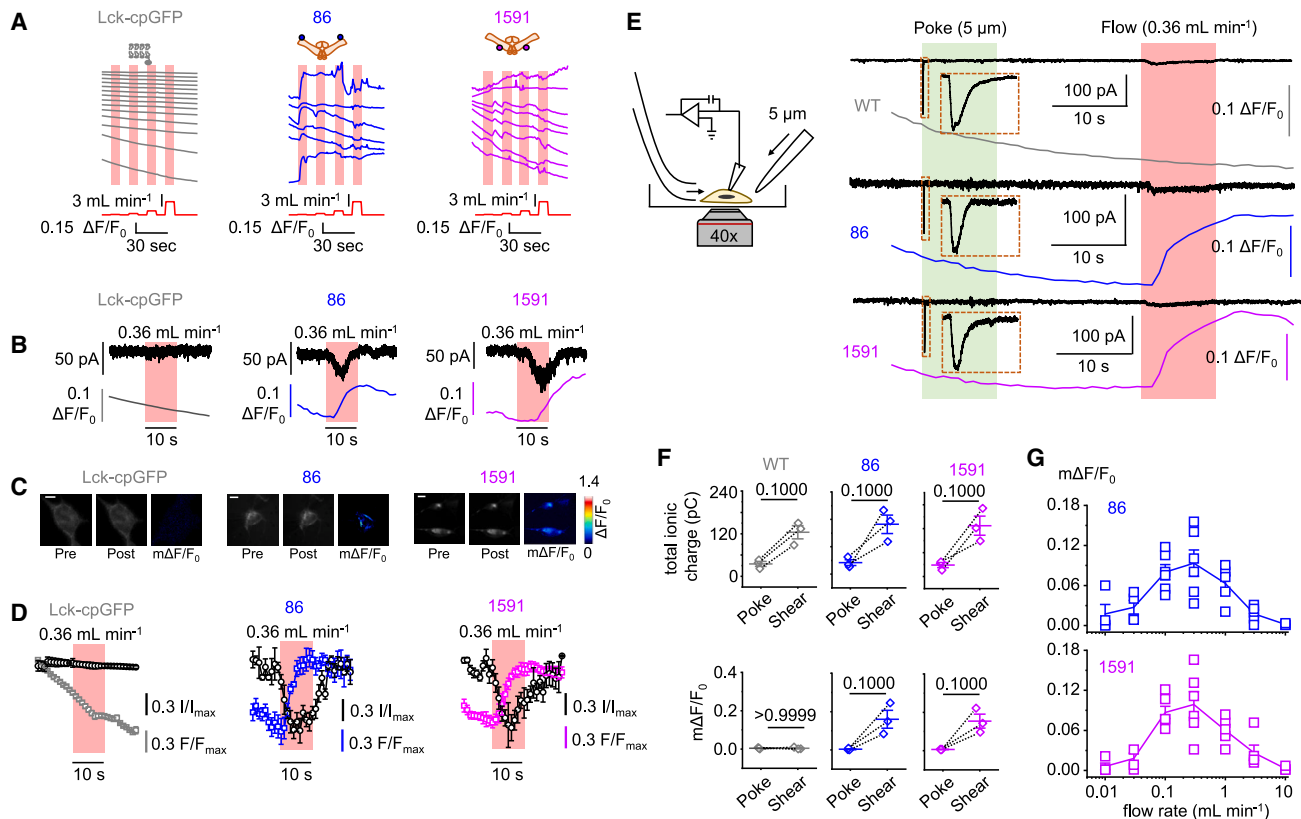 A
Lck-cpGFP
86
1591
3 mL min⁻¹
0.15 ΔF/F₀
30 sec
3 mL min⁻¹
0.15 ΔF/F₀
30 sec
3 mL min⁻¹
0.15 ΔF/F₀
30 sec
B
Lck-cpGFP
86
1591
0.36 mL min⁻¹
0.36 mL min⁻¹
0.36 mL min⁻¹
50 pA
0.1
ΔF/F₀
10 s
50 pA
0.1
ΔF/F₀
10 s
50 pA
0.1
ΔF/F₀
10 s
C
Lck-cpGFP
86
1591
Pre
Post
mΔF/F₀
Pre
Post
mΔF/F₀
Pre
Post
mΔF/F₀
1.4
ΔF/F₀
0
D
Lck-cpGFP
86
1591
0.36 mL min⁻¹
0.36 mL min⁻¹
0.36 mL min⁻¹
0.3 I/Imax
0.3 F/Fmax
10 s
0.3 I/Imax
0.3 F/Fmax
10 s
0.3 I/Imax
0.3 F/Fmax
10 s
E
5 µm
40x
Poke (5 µm)
Flow (0.36 mL min⁻¹)
WT
100 pA
10 s
0.1 ΔF/F₀
86
100 pA
10 s
0.1 ΔF/F₀
1591
100 pA
10 s
0.1 ΔF/F₀
F
WT
86
1591
total ionic
charge (pC)
240
120
0
0.1000
0.1000
0.1000
Poke
Shear
Poke
Shear
Poke
Shear
mΔF/F₀
0.4
0.2
0.0
>0.9999
0.1000
0.1000
Poke
Shear
Poke
Shear
Poke
Shear
G
mΔF/F₀
86
0.18
0.12
0.06
0.00
1591
0.18
0.12
0.06
0.00
0.01
0.1
1
10
flow rate (mL min⁻¹)